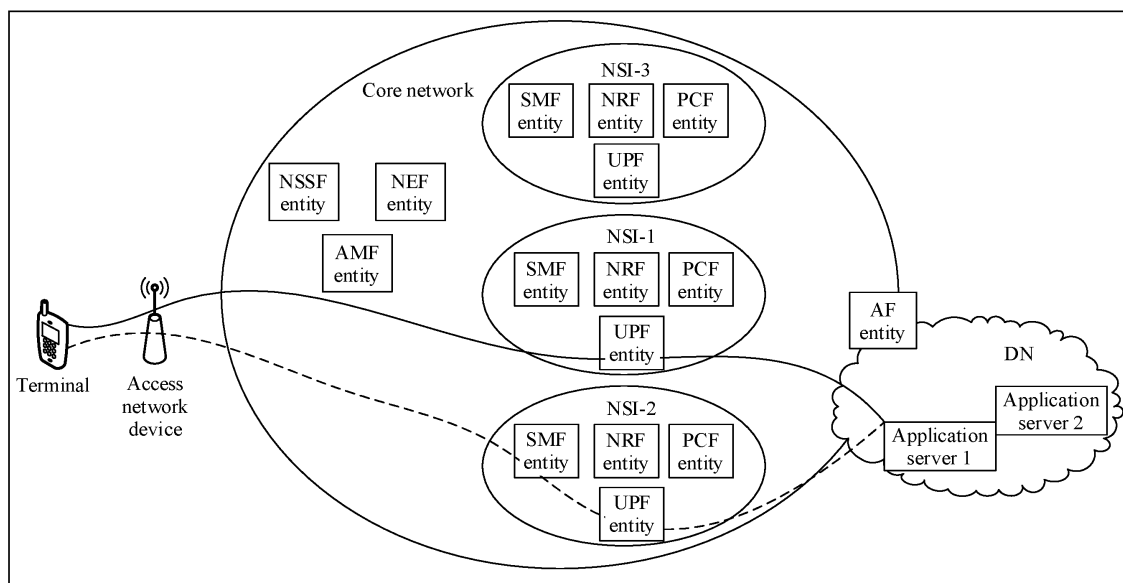 NSI-3
Core network
SMF
entity
NRF
entity
PCF
entity
UPF
entity
NSSF
entity
NEF
entity
AMF
entity
NSI-1
SMF
entity
NRF
entity
PCF
entity
UPF
entity
AF
entity
DN
Terminal
Access
network
device
NSI-2
SMF
entity
NRF
entity
PCF
entity
UPF
entity
Application
server 1
Application
server 2